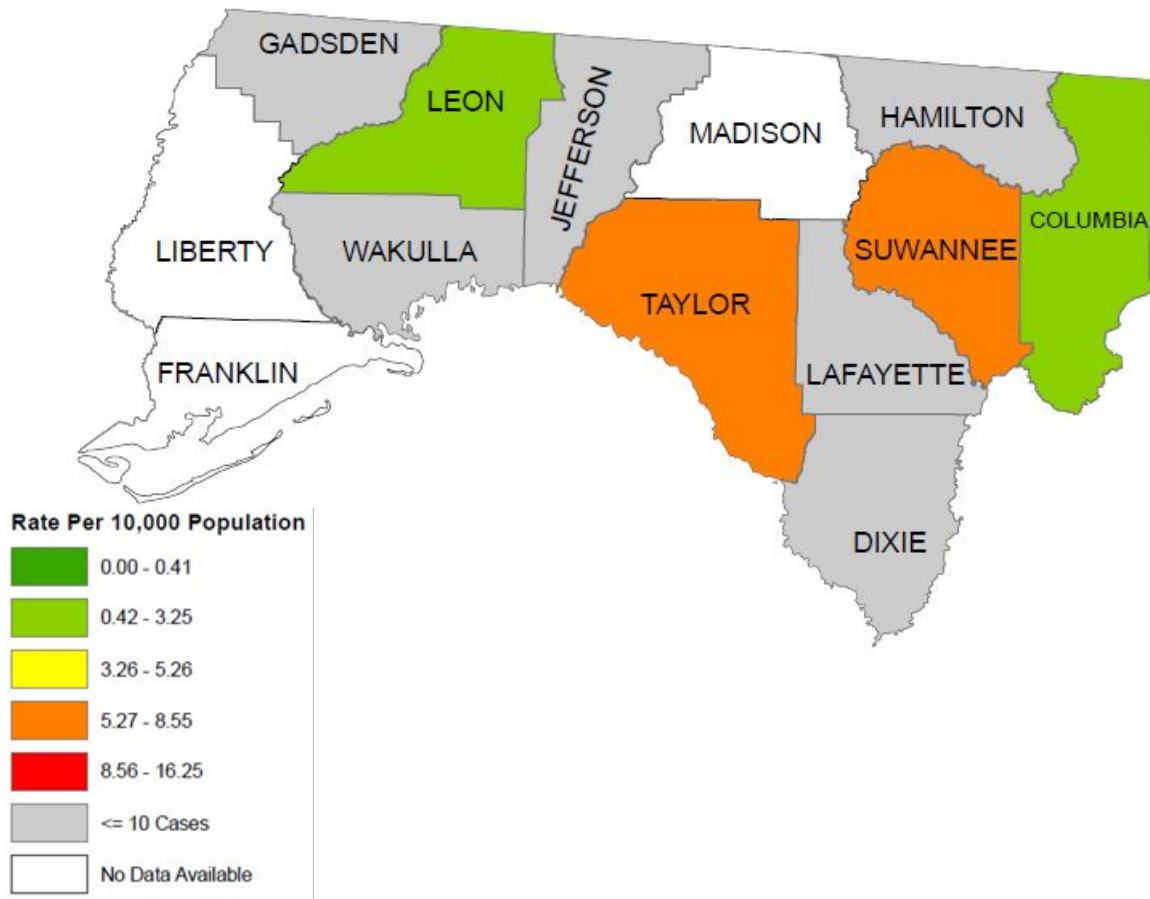 GADSDEN
LEON
JEFFERSON
MADISON
HAMILTON
COLUMBIA
LIBERTY
WAKULLA
SUWANNEE
TAYLOR
LAFAYETTE
FRANKLIN
DIXIE
Rate Per 10,000 Population
0.00 - 0.41
0.42 - 3.25
3.26 - 5.26
5.27 - 8.55
8.56 - 16.25
<= 10 Cases
No Data Available